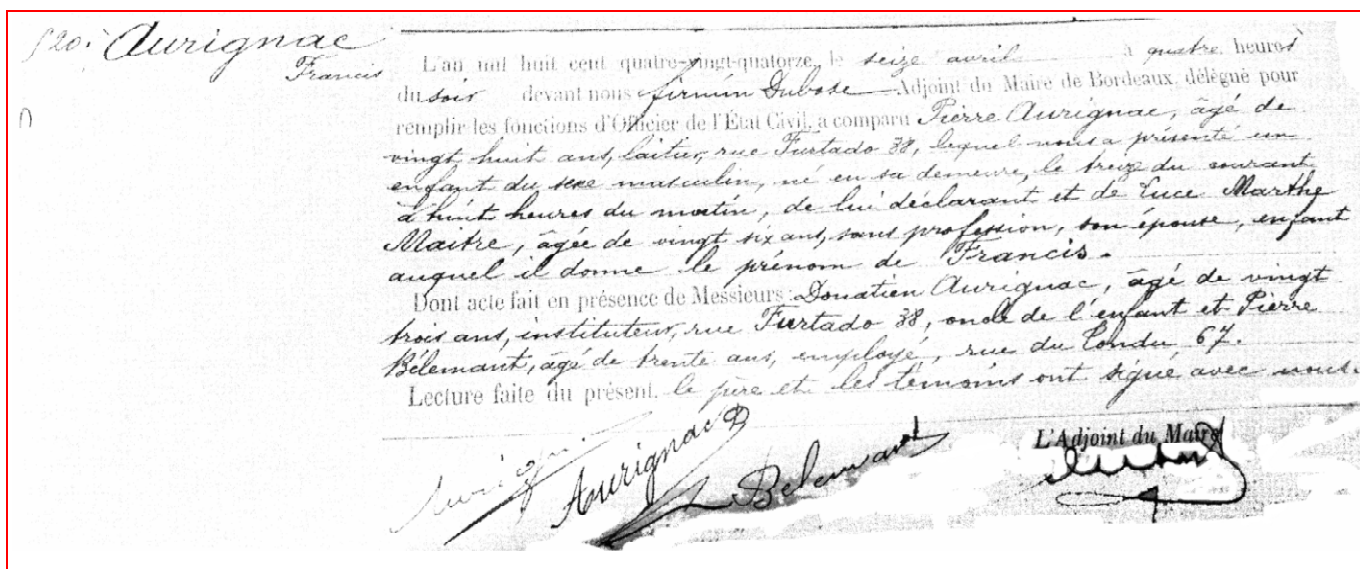 520. Aurignac
Francis
L'an mil huit cent quatre-vingt-quatorze, le seize avril à quatre heures
du soir devant nous firmin Dubose Adjoint du Maire de Bordeaux, délégué pour
remplir les fonctions d'Officier de l'État Civil, a comparu Pierre Aurignac, âgé de
vingt huit ans, laitier, rue Furtado 38, lequel nous a présenté un
enfant du sexe masculin, né en sa demeure, le treize du courant
à huit heures du matin, de lui déclarant et de Luce Marthe
Maitre, âgée de vingt six ans, sans profession, son épouse, enfant
auquel il donne le prénom de Francis.
Dont acte fait en présence de Messieurs : Donatien Aurignac, âgé de vingt
trois ans, instituteur, rue Furtado 38, oncle de l'enfant et Pierre
Bélemant, âgé de trente ans, employé, rue du Tondu 67.
Lecture faite du présent, le père et les témoins ont signé avec nous.
L'Adjoint du Maire
Aurignac Aurignac D Belemant